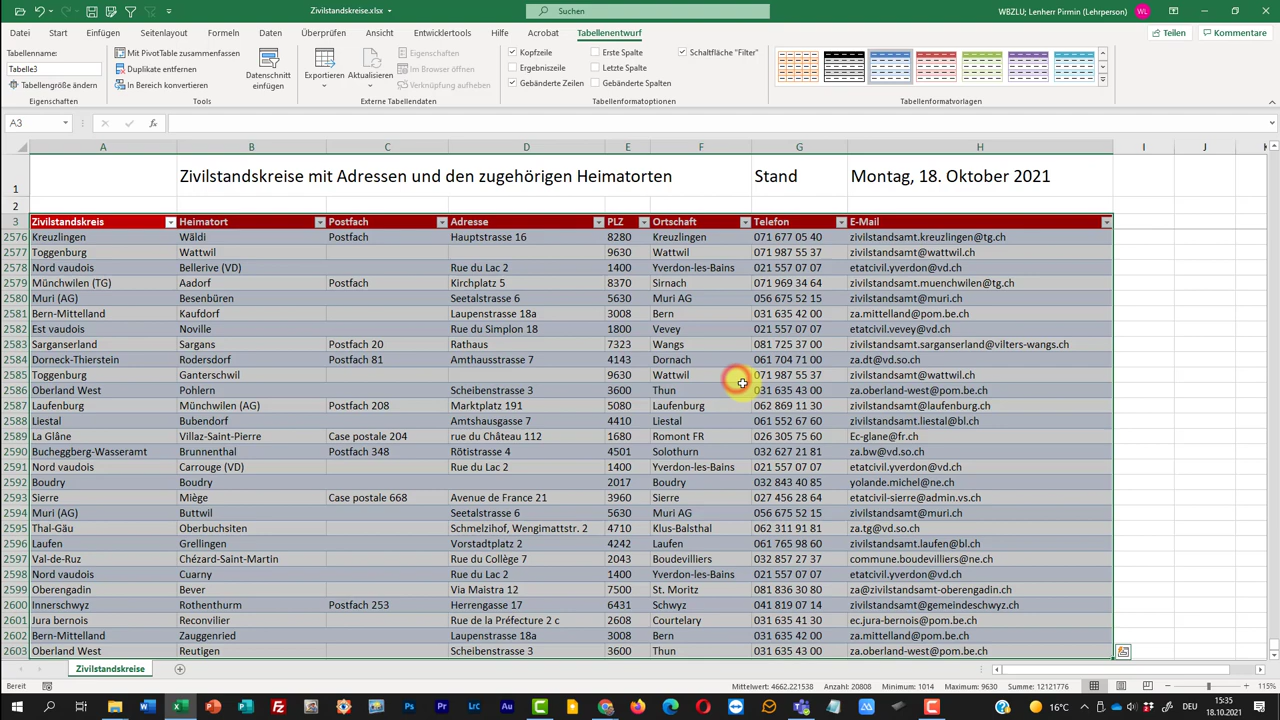 Zivilstandskreise.xlsx
Suchen
WBZLU; Lenherr Pirmin (Lehrperson)
WL
Datei Start Einfügen Seitenlayout Formeln Daten Überprüfen Ansicht Entwicklertools Hilfe Acrobat Tabellenentwurf Teilen Kommentare
Tabellenname:
Tabelle3
Tabellengröße ändern
Eigenschaften
Mit PivotTable zusammenfassen
Duplikate entfernen
In Bereich konvertieren
Tools
Datenschnitt einfügen
Exportieren
Aktualisieren
Eigenschaften
Im Browser öffnen
Verknüpfung aufheben
Externe Tabellendaten
Kopfzeile Erste Spalte Schaltfläche "Filter"
Ergebniszeile Letzte Spalte
Gebänderte Zeilen Gebänderte Spalten
Tabellenformatoptionen
Tabellenformatvorlagen
A3
fx
A B C D E F G H I J K
1 Zivilstandskreise mit Adressen und den zugehörigen Heimatorten Stand Montag, 18. Oktober 2021
2
3 Zivilstandskreis Heimatort Postfach Adresse PLZ Ortschaft Telefon E-Mail
2576 Kreuzlingen Wäldi Postfach Hauptstrasse 16 8280 Kreuzlingen 071 677 05 40 zivilstandsamt.kreuzlingen@tg.ch
2577 Toggenburg Wattwil 9630 Wattwil 071 987 55 37 zivilstandsamt@wattwil.ch
2578 Nord vaudois Bellerive (VD) Rue du Lac 2 1400 Yverdon-les-Bains 021 557 07 07 etatcivil.yverdon@vd.ch
2579 Münchwilen (TG) Aadorf Postfach Kirchplatz 5 8370 Sirnach 071 969 34 64 zivilstandsamt.muenchwilen@tg.ch
2580 Muri (AG) Besenbüren Seetalstrasse 6 5630 Muri AG 056 675 52 15 zivilstandsamt@muri.ch
2581 Bern-Mittelland Kaufdorf Laupenstrasse 18a 3008 Bern 031 635 42 00 za.mittelland@pom.be.ch
2582 Est vaudois Noville Rue du Simplon 18 1800 Vevey 021 557 07 07 etatcivil.vevey@vd.ch
2583 Sarganserland Sargans Postfach 20 Rathaus 7323 Wangs 081 725 37 00 zivilstandsamt.sarganserland@vilters-wangs.ch
2584 Dorneck-Thierstein Rodersdorf Postfach 81 Amthausstrasse 7 4143 Dornach 061 704 71 00 za.dt@vd.so.ch
2585 Toggenburg Ganterschwil 9630 Wattwil 071 987 55 37 zivilstandsamt@wattwil.ch
2586 Oberland West Pohlern Scheibenstrasse 3 3600 Thun 031 635 43 00 za.oberland-west@pom.be.ch
2587 Laufenburg Münchwilen (AG) Postfach 208 Marktplatz 191 5080 Laufenburg 062 869 11 30 zivilstandsamt@laufenburg.ch
2588 Liestal Bubendorf Amtshausgasse 7 4410 Liestal 061 552 67 60 zivilstandsamt.liestal@bl.ch
2589 La Glâne Villaz-Saint-Pierre Case postale 204 rue du Château 112 1680 Romont FR 026 305 75 60 Ec-glane@fr.ch
2590 Bucheggberg-Wasseramt Brunnenthal Postfach 348 Rötistrasse 4 4501 Solothurn 032 627 21 81 za.bw@vd.so.ch
2591 Nord vaudois Carrouge (VD) Rue du Lac 2 1400 Yverdon-les-Bains 021 557 07 07 etatcivil.yverdon@vd.ch
2592 Boudry Boudry 2017 Boudry 032 843 40 85 yolande.michel@ne.ch
2593 Sierre Miège Case postale 668 Avenue de France 21 3960 Sierre 027 456 28 64 etatcivil-sierre@admin.vs.ch
2594 Muri (AG) Buttwil Seetalstrasse 6 5630 Muri AG 056 675 52 15 zivilstandsamt@muri.ch
2595 Thal-Gäu Oberbuchsiten Schmelzihof, Wengimattstr. 2 4710 Klus-Balsthal 062 311 91 81 za.tg@vd.so.ch
2596 Laufen Grellingen Vorstadtplatz 2 4242 Laufen 061 765 98 60 zivilstandsamt.laufen@bl.ch
2597 Val-de-Ruz Chézard-Saint-Martin Rue du Collège 7 2043 Boudevilliers 032 857 27 37 commune.boudevilliers@ne.ch
2598 Nord vaudois Cuarny Rue du Lac 2 1400 Yverdon-les-Bains 021 557 07 07 etatcivil.yverdon@vd.ch
2599 Oberengadin Bever Via Maistra 12 7500 St. Moritz 081 836 30 80 za@zivilstandsamt-oberengadin.ch
2600 Innerschwyz Rothenthurm Postfach 253 Herrengasse 17 6431 Schwyz 041 819 07 14 zivilstandsamt@gemeindeschwyz.ch
2601 Jura bernois Reconvilier Rue de la Préfecture 2 c 2608 Courtelary 031 635 41 30 ec.jura-bernois@pom.be.ch
2602 Bern-Mittelland Zauggenried Laupenstrasse 18a 3008 Bern 031 635 42 00 za.mittelland@pom.be.ch
2603 Oberland West Reutigen Scheibenstrasse 3 3600 Thun 031 635 43 00 za.oberland-west@pom.be.ch
Zivilstandskreise
Bereit Mittelwert: 4662.221538 Anzahl: 20808 Minimum: 1014 Maximum: 9630 Summe: 12121776 115%
16°C DEU 15:35
18.10.2021